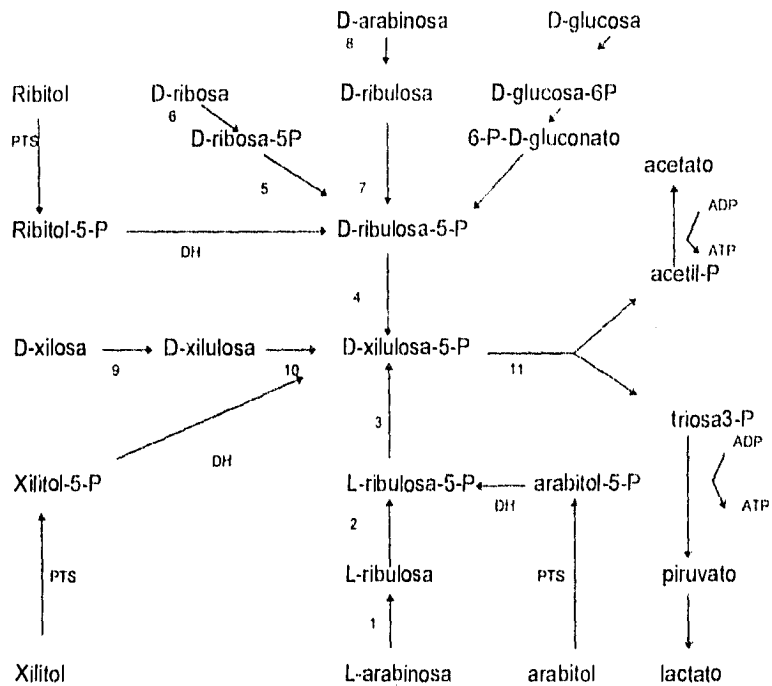 D-arabinosa D-glucosa
8
Ribitol D-ribosa D-ribulosa D-glucosa-6P
6
PTS D-ribosa-5P 6-P-D-gluconato
acetato
5 7
ADP
Ribitol-5-P D-ribulosa-5-P
DH ATP
acetil-P
4
D-xilosa D-xilulosa D-xilulosa-5-P
9 10 11
3 triosa3-P
ADP
DH
Xilitol-5-P L-ribulosa-5-P arabitol-5-P
DH ATP
2
PTS L-ribulosa PTS piruvato
1
Xilitol L-arabinosa arabitol lactato